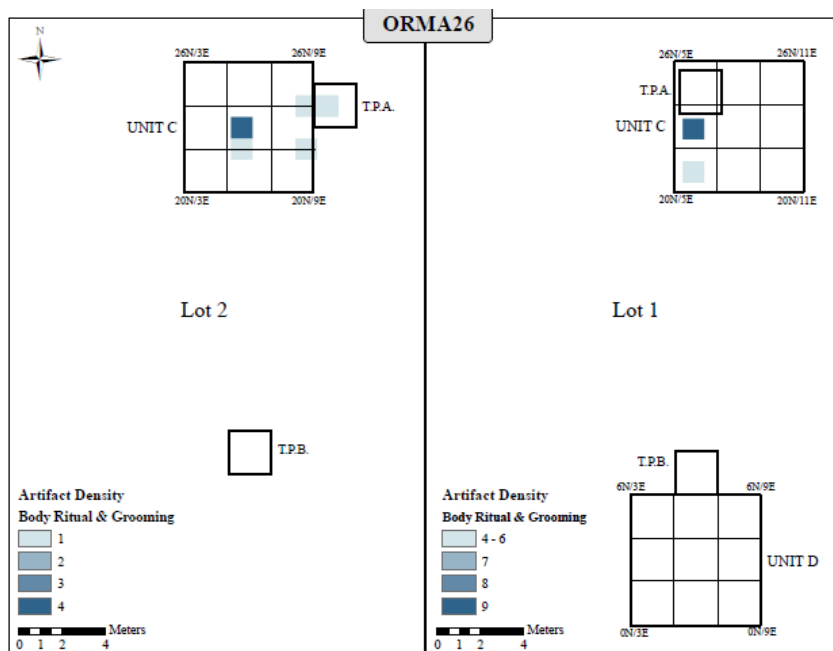 ORMA26
N
26N/3E
26N/9E
T.P.A.
UNIT C
20N/3E
20N/9E
Lot 2
T.P.B.
Artifact Density
Body Ritual & Grooming
1
2
3
4
Meters
0 1 2 4
26N/5E
26N/11E
T.P.A.
UNIT C
20N/5E
20N/11E
Lot 1
T.P.B.
6N/3E
6N/9E
UNIT D
0N/3E
0N/9E
Artifact Density
Body Ritual & Grooming
4 - 6
7
8
9
Meters
0 1 2 4